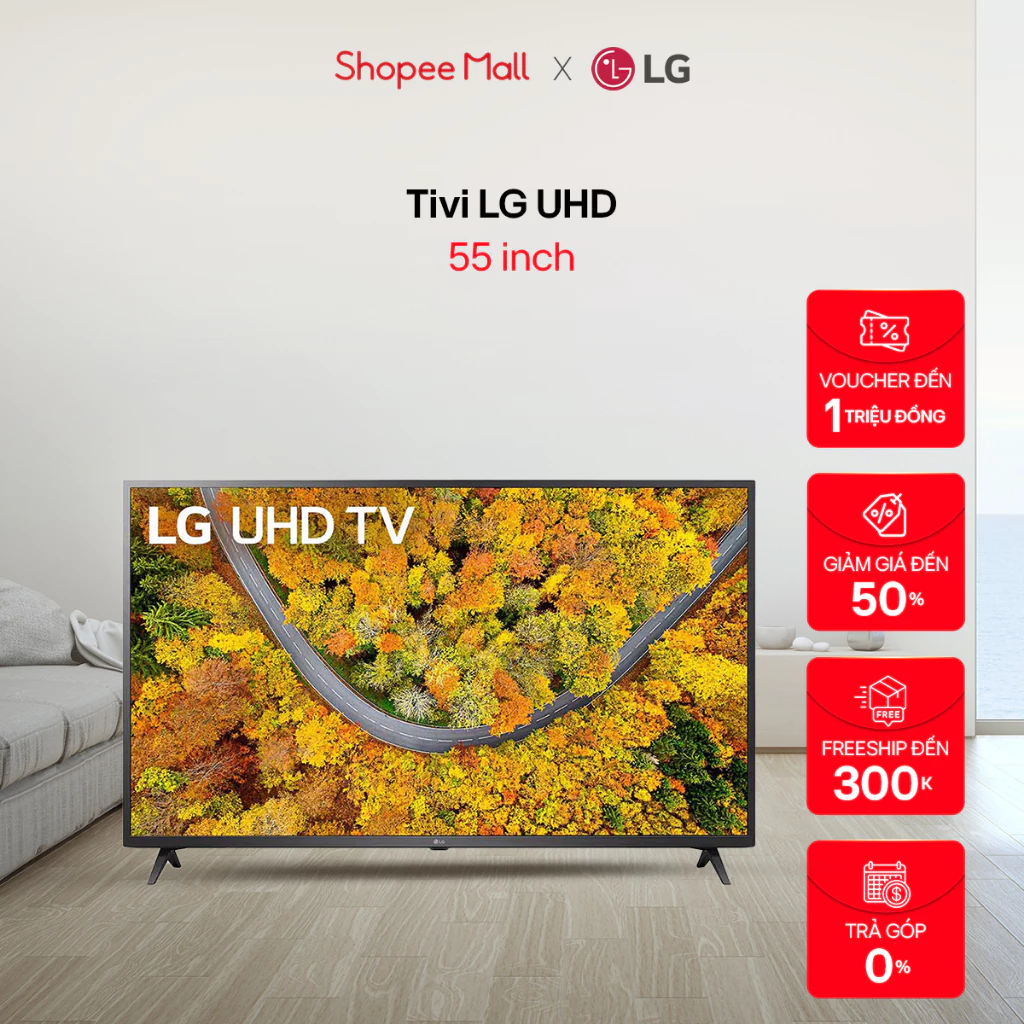 Shopee Mall X LG
Tivi LG UHD
55 inch
VOUCHER ĐẾN
1 TRIỆU ĐỒNG
GIẢM GIÁ ĐẾN
50%
FREE
FREESHIP ĐẾN
300K
TRẢ GÓP
0%
LG UHD TV
LG